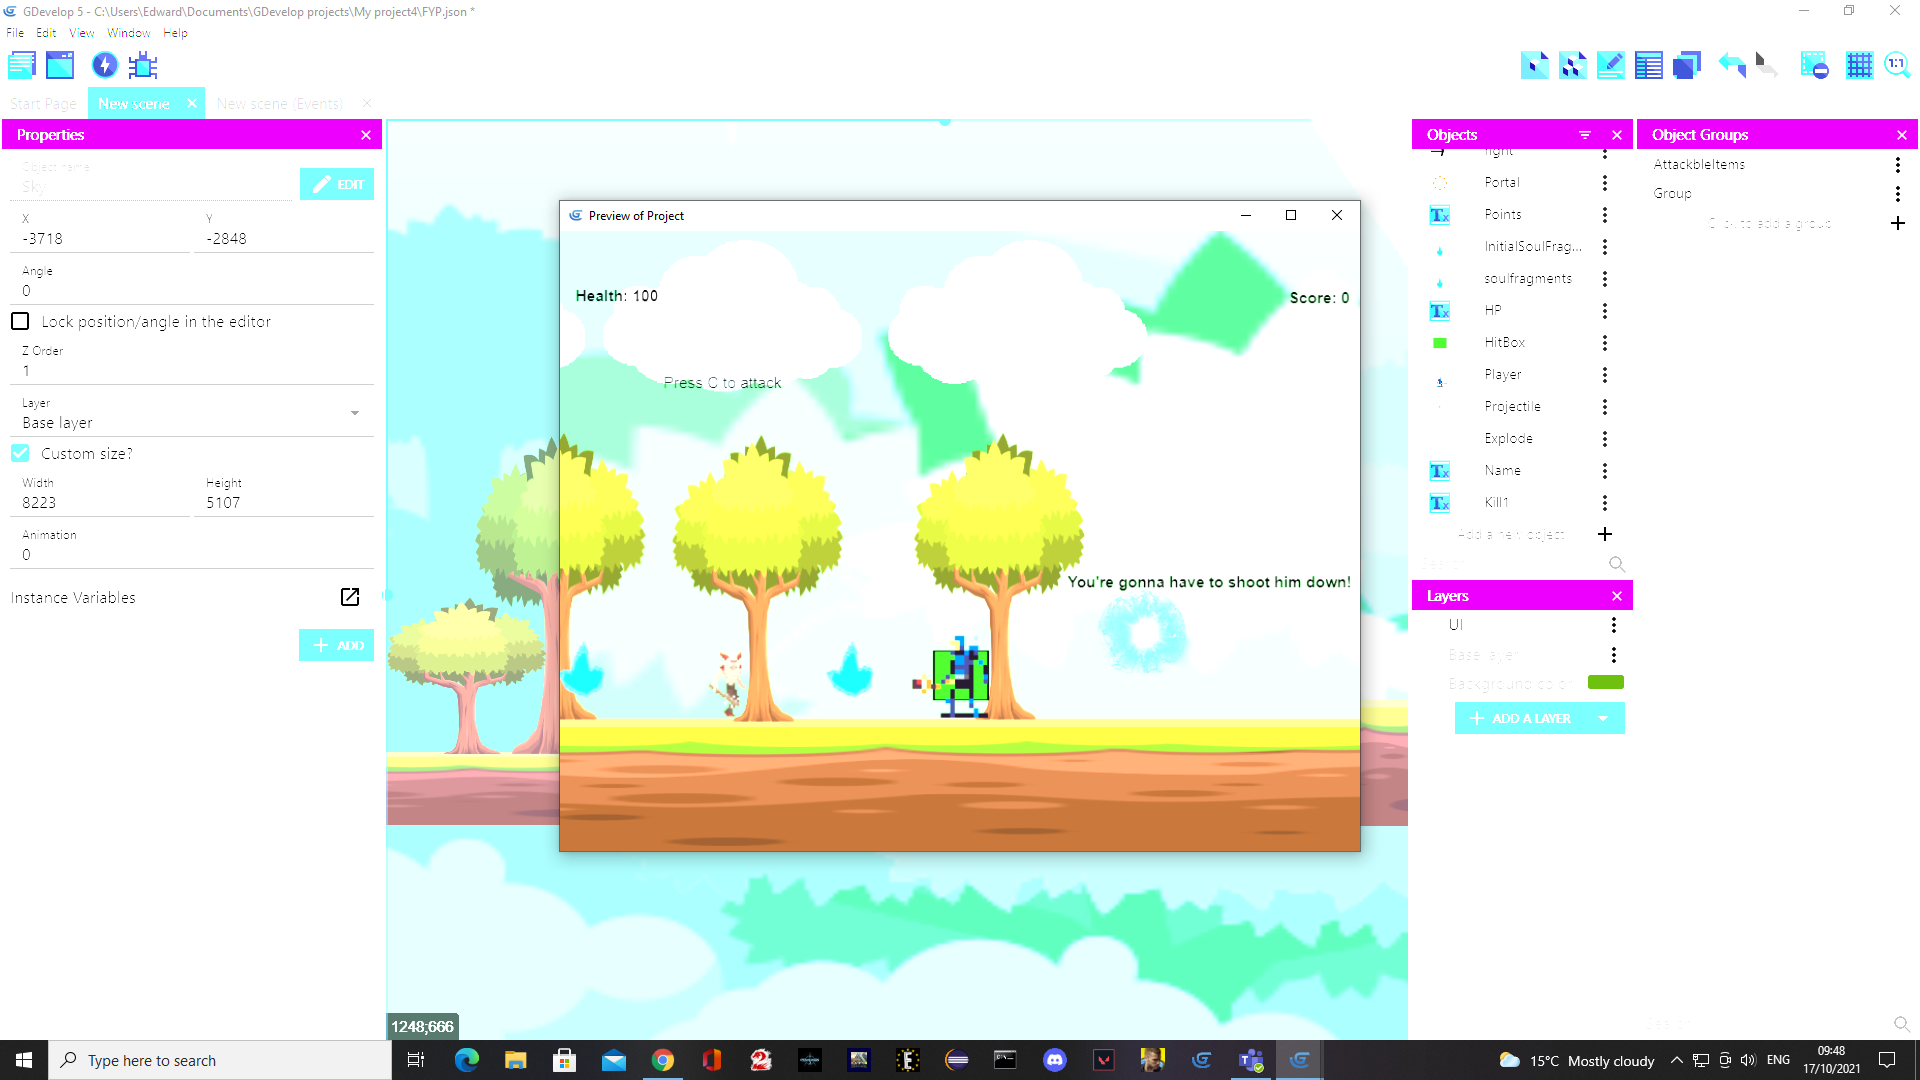 GDevelop 5 - C:\Users\Edward\Documents\GDevelop projects\My project4\FYP.json *
File Edit View Window Help
Start Page
New scene
New scene (Events)
Properties
Object name
Sky
EDIT
X
Y
-3718
-2848
Angle
0
Lock position/angle in the editor
Z Order
1
Layer
Base layer
Custom size?
Width
Height
8223
5107
Animation
0
Instance Variables
ADD
Preview of Project
Health: 100
Score: 0
Press C to attack
You're gonna have to shoot him down!
1248;666
Objects
right
Portal
Points
InitialSoulFrag...
soulfragments
HP
HitBox
Player
Projectile
Explode
Name
Kill1
Add a new object
Search
Layers
UI
Base layer
Background color
ADD A LAYER
Object Groups
AttackbleItems
Group
Click to add a group
Search
1:1
Type here to search
15°C Mostly cloudy
ENG
09:48
17/10/2021